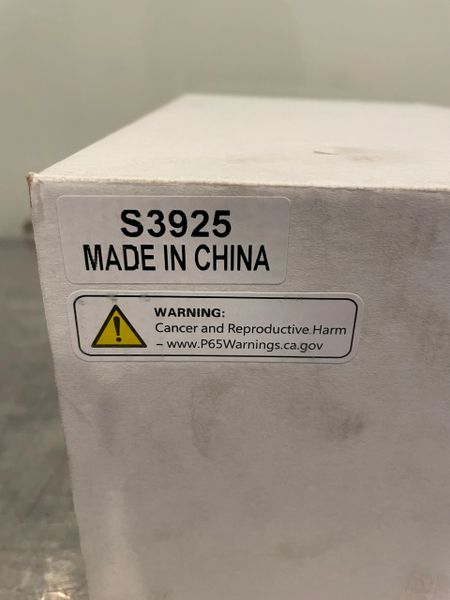 S3925
MADE IN CHINA
WARNING:
Cancer and Reproductive Harm
– www.P65Warnings.ca.gov